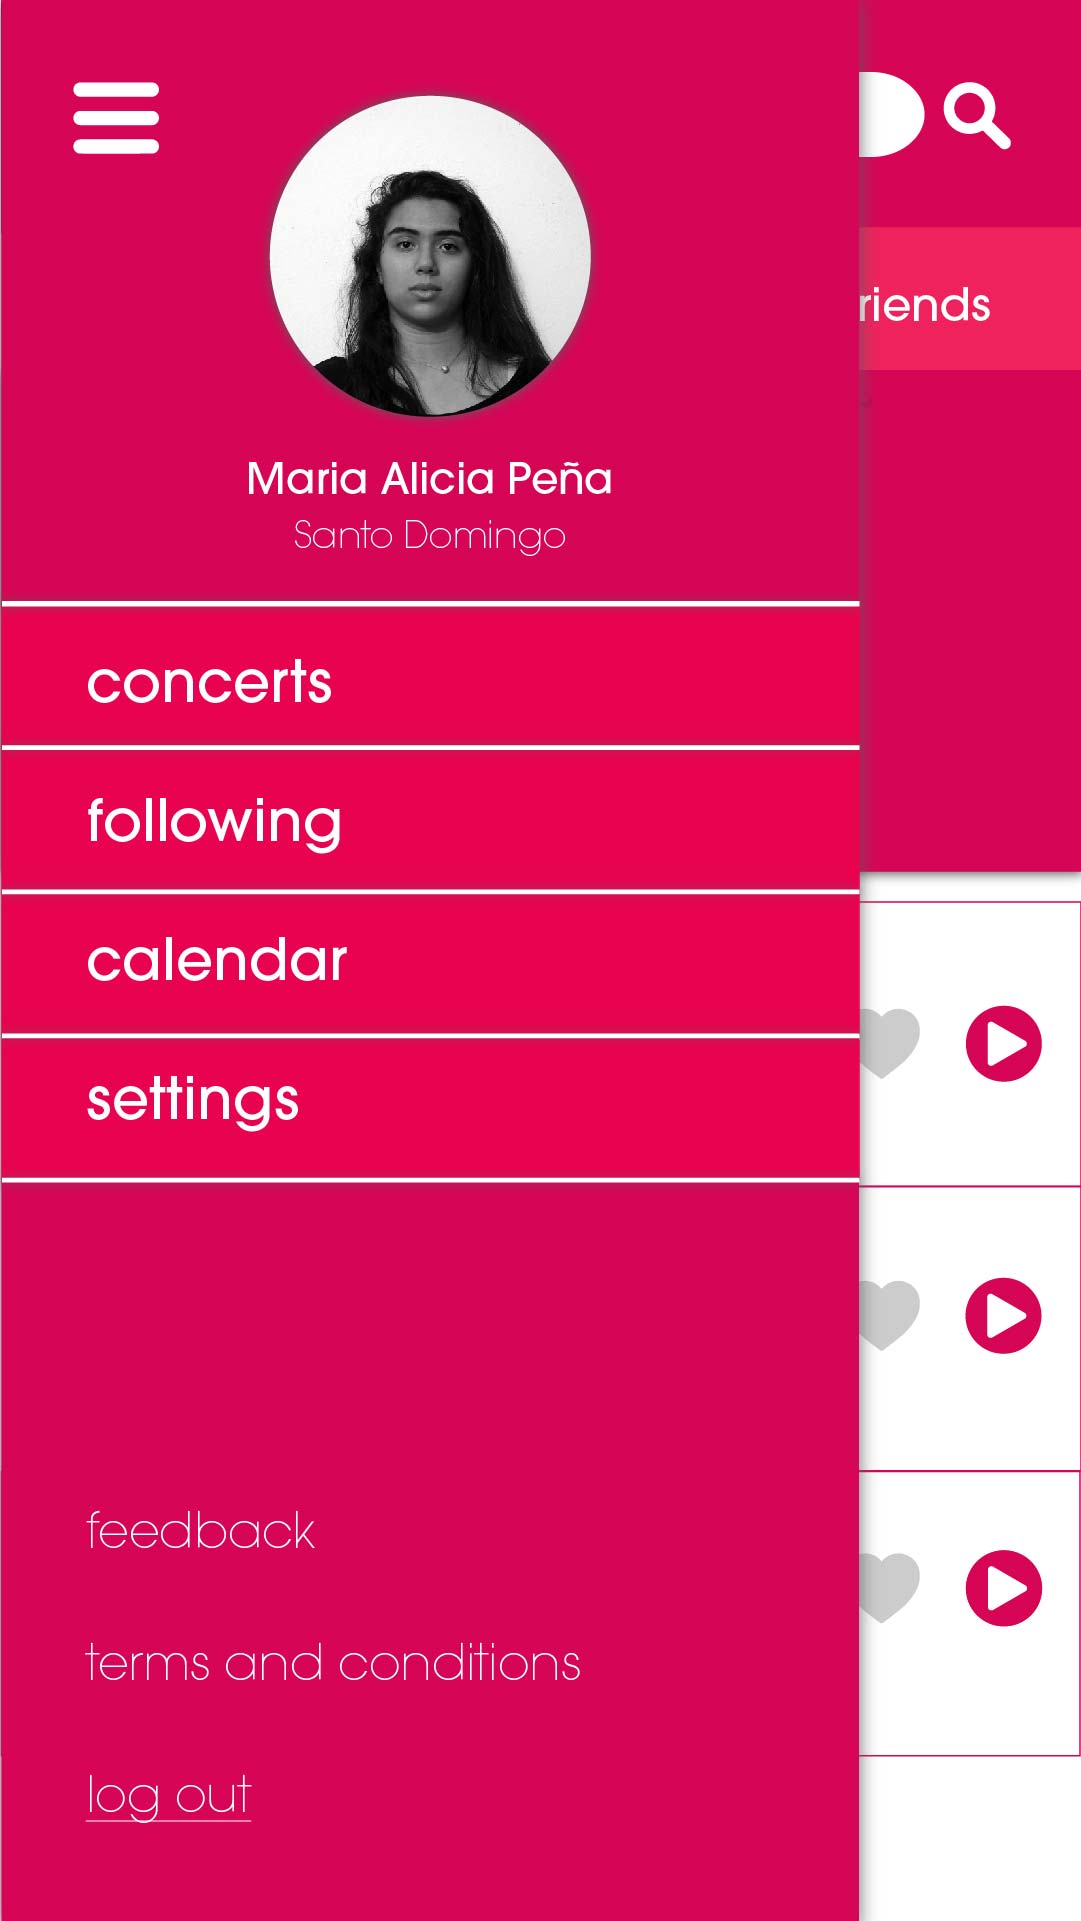 Maria Alicia Peña
Santo Domingo
riends
concerts
following
calendar
settings
feedback
terms and conditions
log out